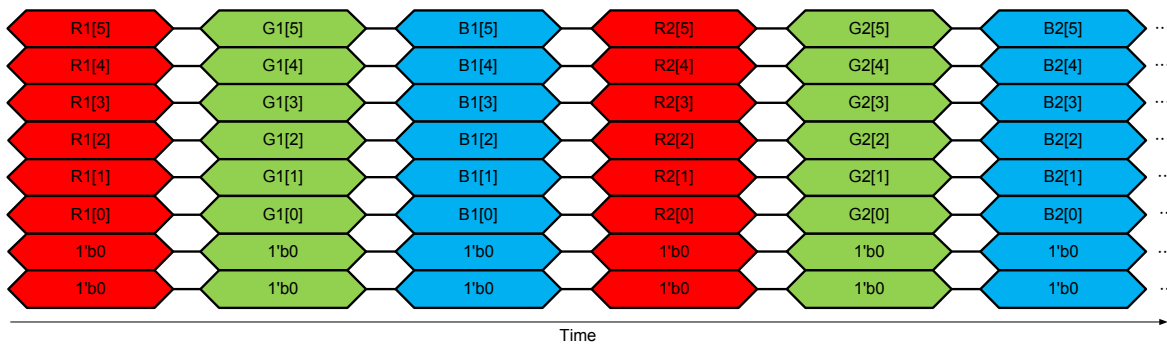 R1[5] G1[5] B1[5] R2[5] G2[5] B2[5] ...
R1[4] G1[4] B1[4] R2[4] G2[4] B2[4] ...
R1[3] G1[3] B1[3] R2[3] G2[3] B2[3] ...
R1[2] G1[2] B1[2] R2[2] G2[2] B2[2] ...
R1[1] G1[1] B1[1] R2[1] G2[1] B2[1] ...
R1[0] G1[0] B1[0] R2[0] G2[0] B2[0] ...
1'b0 1'b0 1'b0 1'b0 1'b0 1'b0 ...
1'b0 1'b0 1'b0 1'b0 1'b0 1'b0 ...
Time